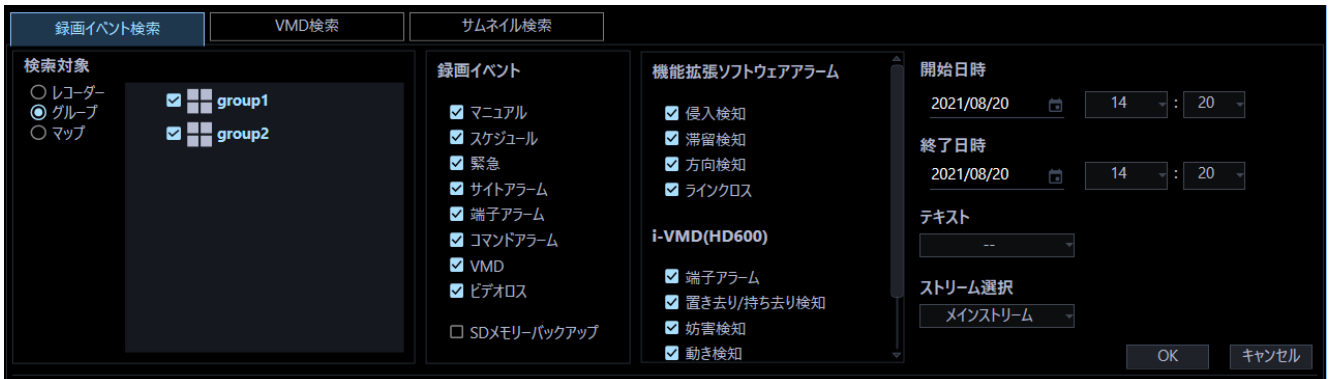 録画イベント検索
VMD検索
サムネイル検索
検索対象
レコーダー
グループ
マップ
group1
group2
録画イベント
マニュアル
スケジュール
緊急
サイトアラーム
端子アラーム
コマンドアラーム
VMD
ビデオロス
SDメモリーバックアップ
機能拡張ソフトウェアアラーム
侵入検知
滞留検知
方向検知
ラインクロス
i-VMD(HD600)
端子アラーム
置き去り/持ち去り検知
妨害検知
動き検知
開始日時
2021/08/20 14 : 20
終了日時
2021/08/20 14 : 20
テキスト
--
ストリーム選択
メインストリーム
OK キャンセル